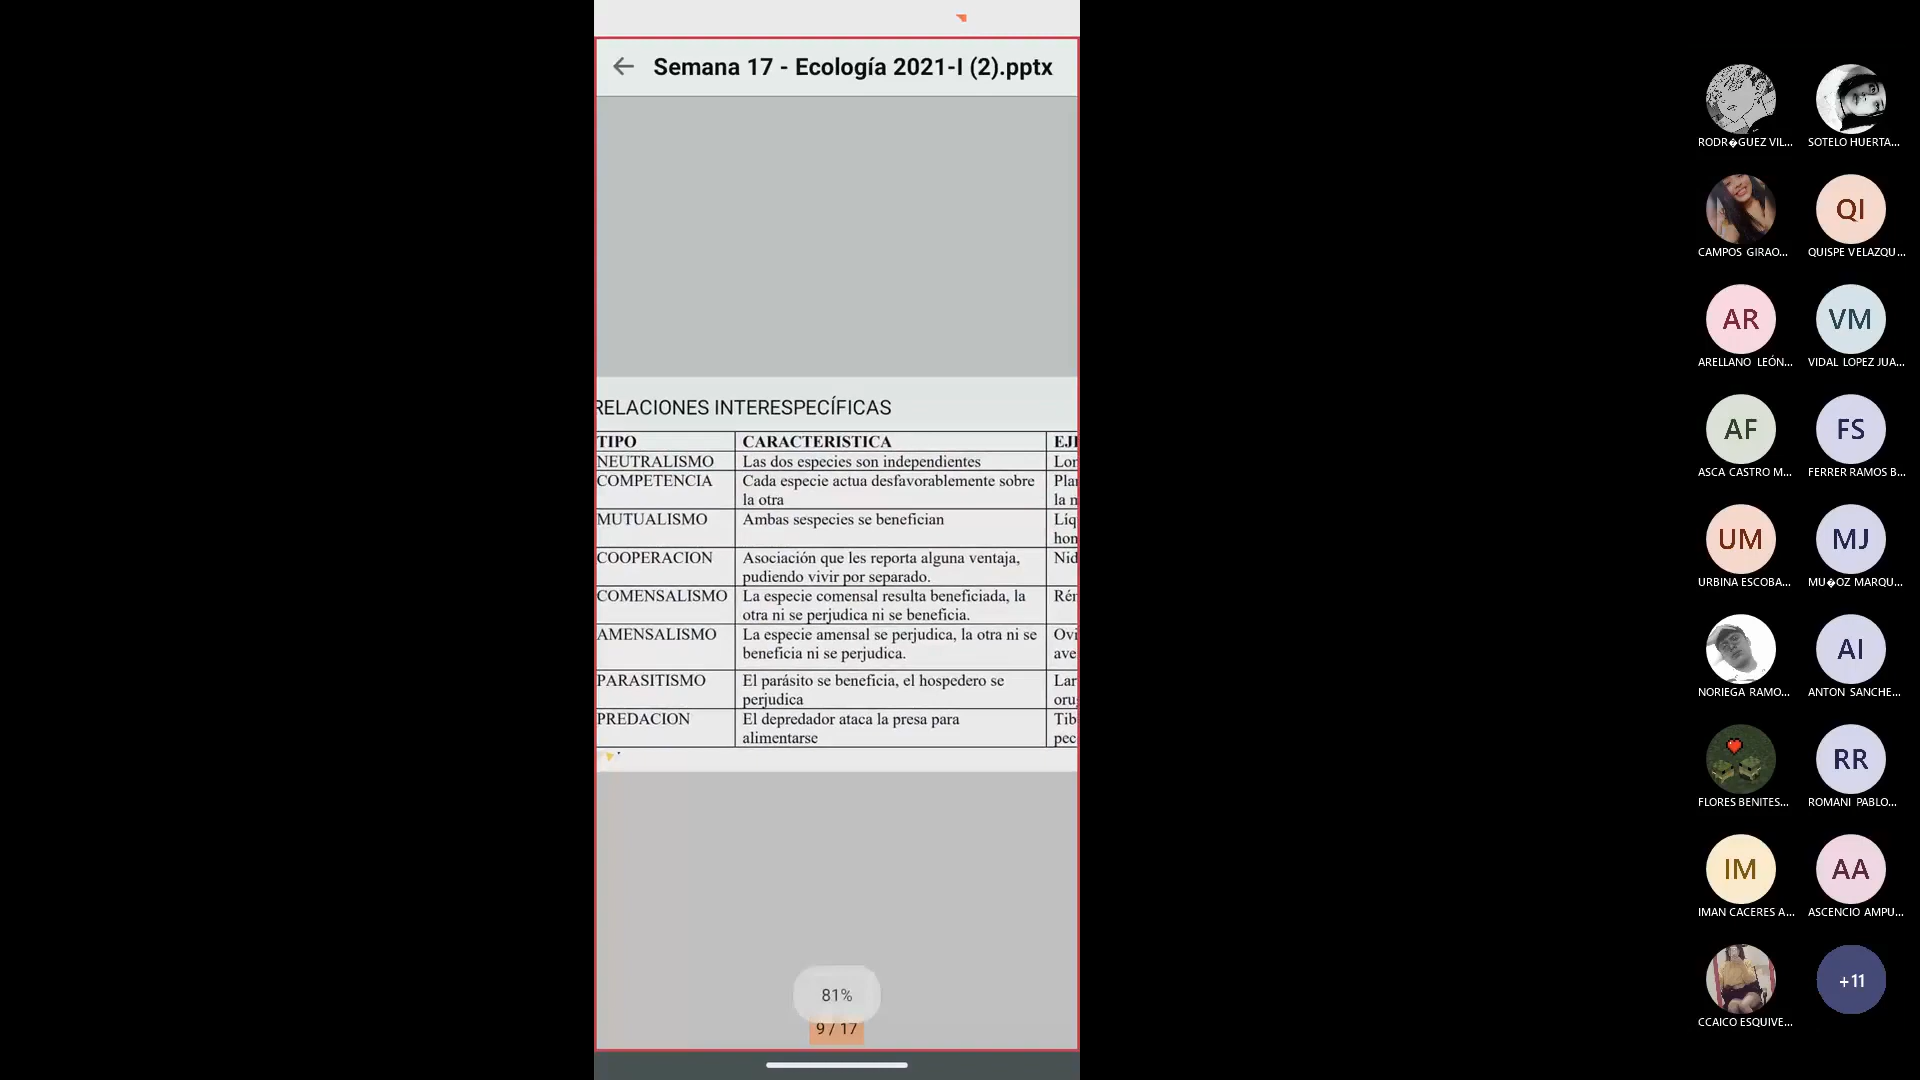 Semana 17 - Ecología 2021-I (2).pptx
RELACIONES INTERESPECÍFICAS
TIPO CARACTERISTICA EJE
NEUTRALISMO Las dos especies son independientes
COMPETENCIA Cada especie actua desfavorablemente sobre
la otra
MUTUALISMO Ambas sespecies se benefician
COOPERACION Asociación que les reporta alguna ventaja,
pudiendo vivir por separado.
COMENSALISMO La especie comensal resulta beneficiada, la
otra ni se perjudica ni se beneficia.
AMENSALISMO La especie amensal se perjudica, la otra ni se
beneficia ni se perjudica.
PARASITISMO El parásito se beneficia, el hospedero se
perjudica
PREDACION El depredador ataca la presa para
alimentarse
81%
9 / 17
RODR�GUEZ VIL... SOTELO HUERTA...
CAMPOS GIRAO... QI QUISPE VELAZQU...
AR VM
ARELLANO LEÓN... VIDAL LOPEZ JUA...
AF FS
ASCA CASTRO M... FERRER RAMOS B...
UM MJ
URBINA ESCOBA... MU�OZ MARQU...
AI
NORIEGA RAMO... ANTON SANCHE...
RR
FLORES BENITES... ROMANI PABLO...
IM AA
IMAN CACERES A... ASCENCIO AMPU...
+11
CCAICO ESQUIVE...